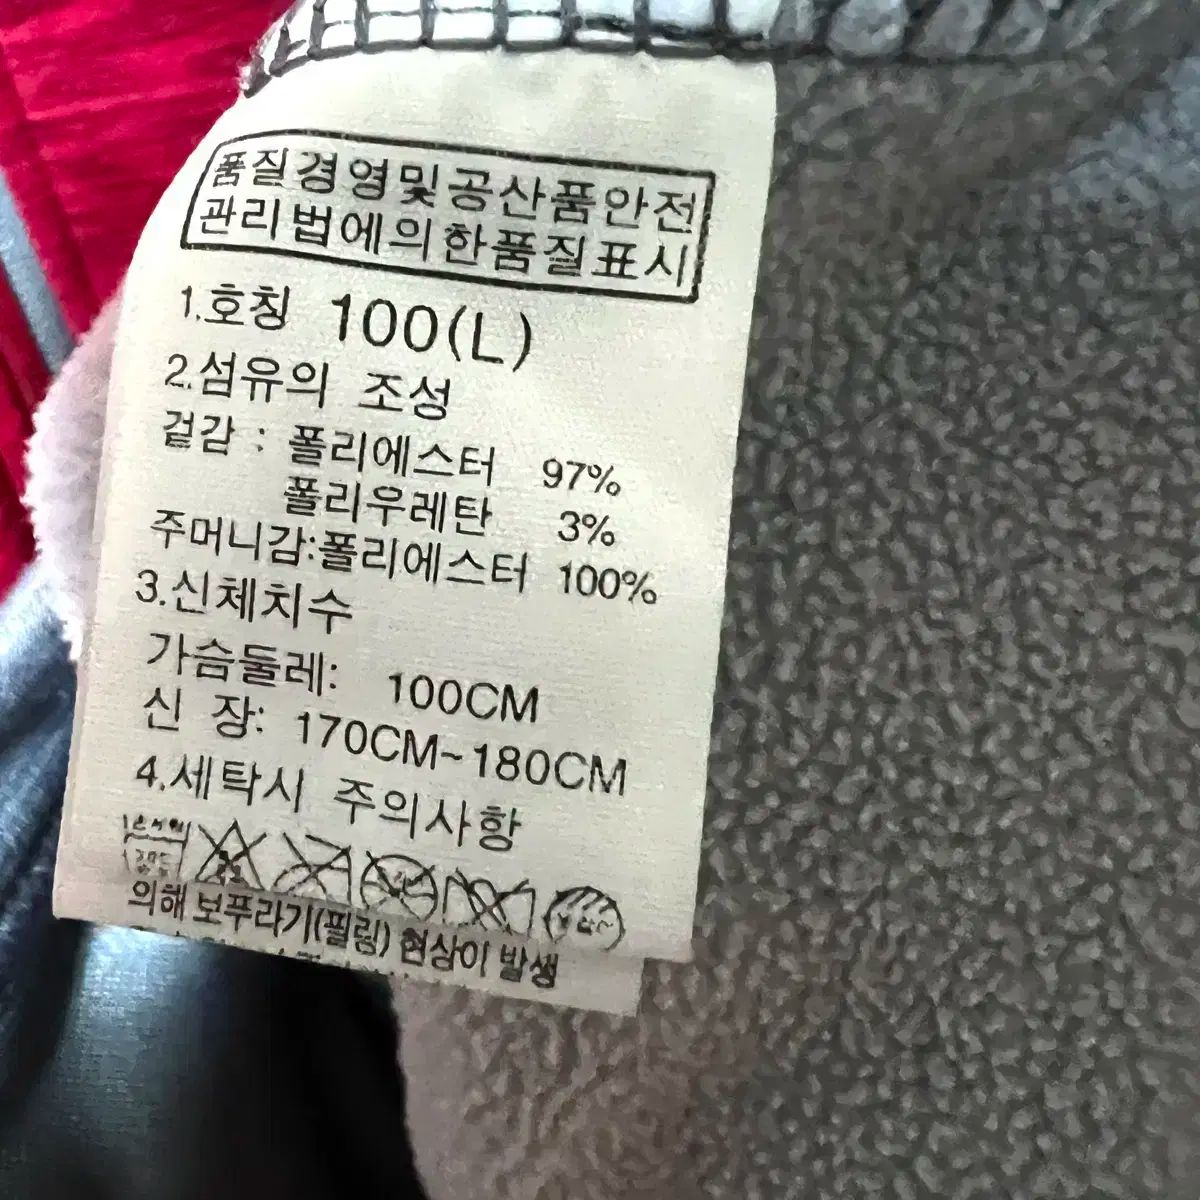 품질경영및공산품안전
관리법에의한품질표시
1.호칭 100(L)
2.섬유의 조성
겉감 : 폴리에스터 97%
폴리우레탄 3%
주머니감:폴리에스터 100%
3.신체치수
가슴둘레: 100CM
신 장: 170CM~180CM
4.세탁시 주의사항
의해 보푸라기(필링) 현상이 발생